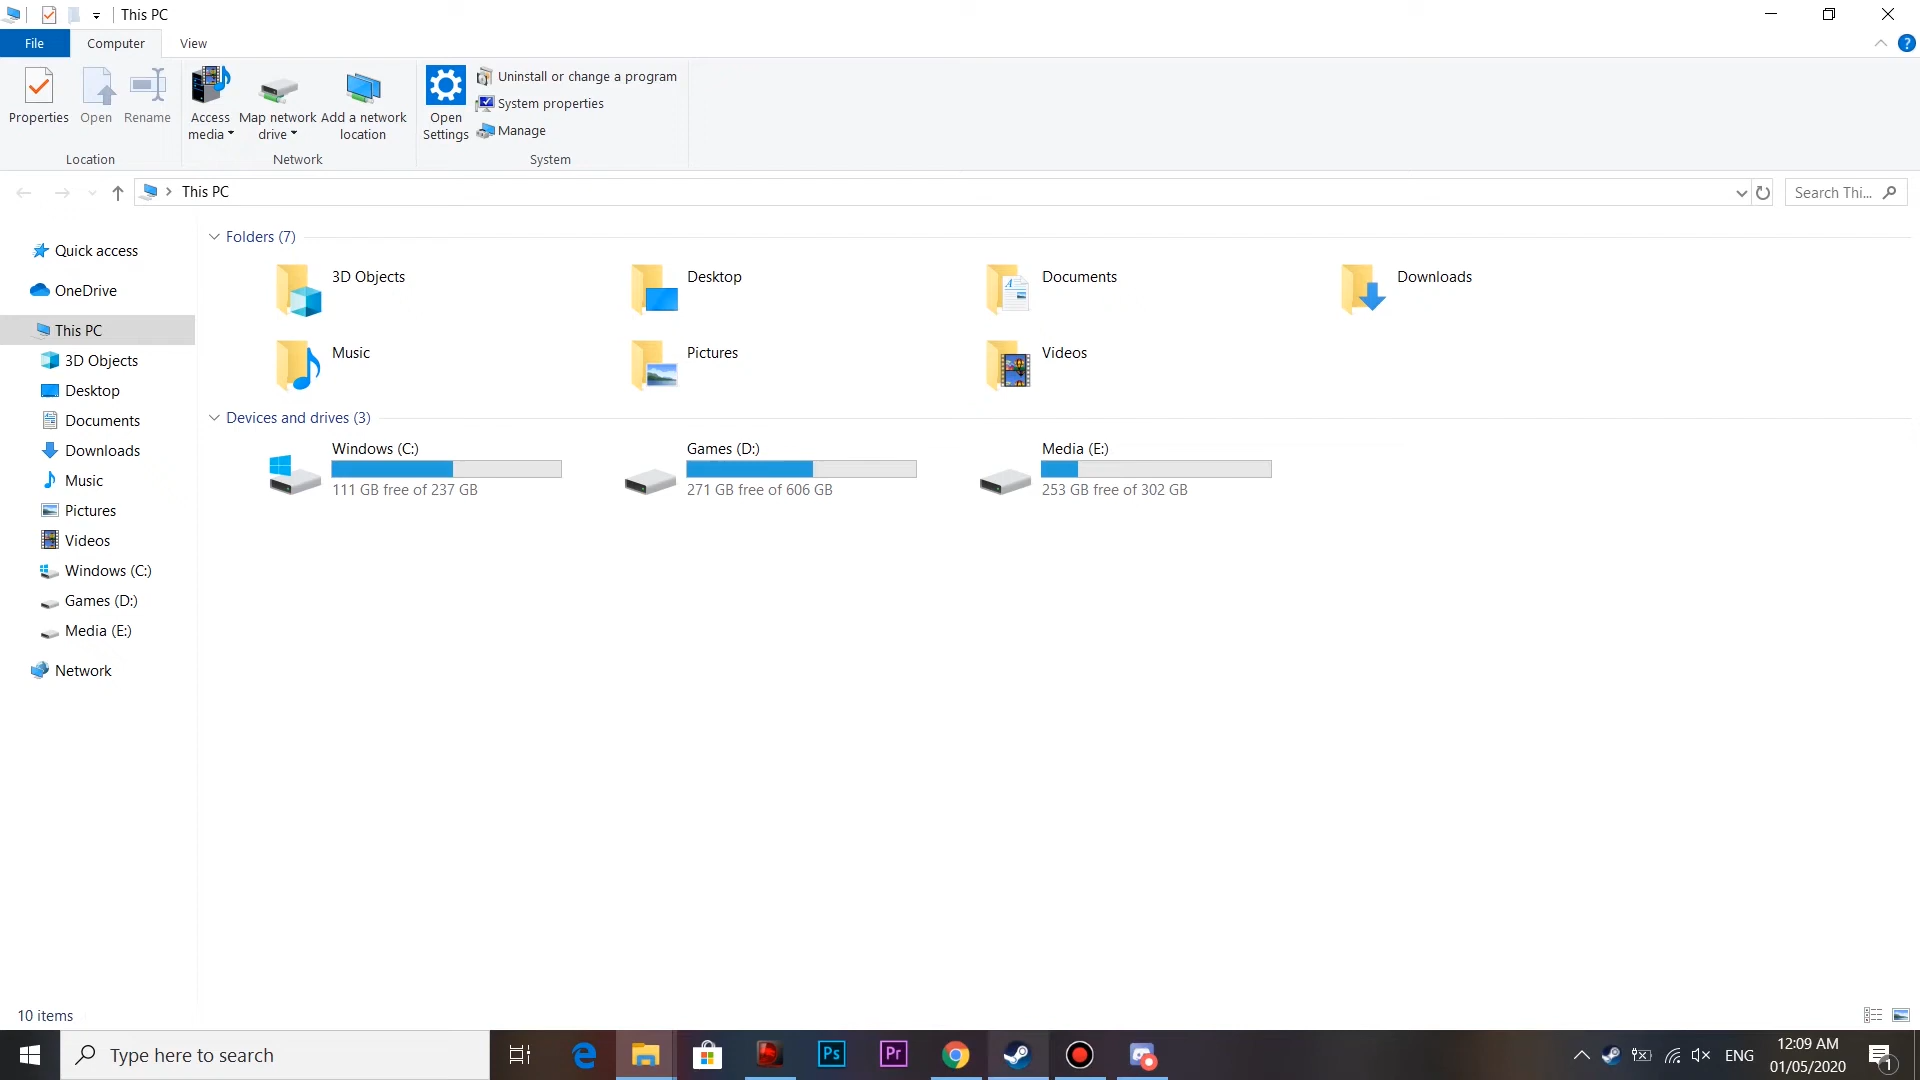 This PC
File
Computer
View
Properties
Open
Rename
Access media
Map network drive
Add a network location
Open Settings
Uninstall or change a program
System properties
Manage
Location
Network
System
This PC
Search Thi...
Quick access
OneDrive
This PC
3D Objects
Desktop
Documents
Downloads
Music
Pictures
Videos
Windows (C:)
Games (D:)
Media (E:)
Network
Folders (7)
3D Objects
Desktop
Documents
Downloads
Music
Pictures
Videos
Devices and drives (3)
Windows (C:)
111 GB free of 237 GB
Games (D:)
271 GB free of 606 GB
Media (E:)
253 GB free of 302 GB
10 items
Type here to search
Ps
Pr
ENG
12:09 AM
01/05/2020
1